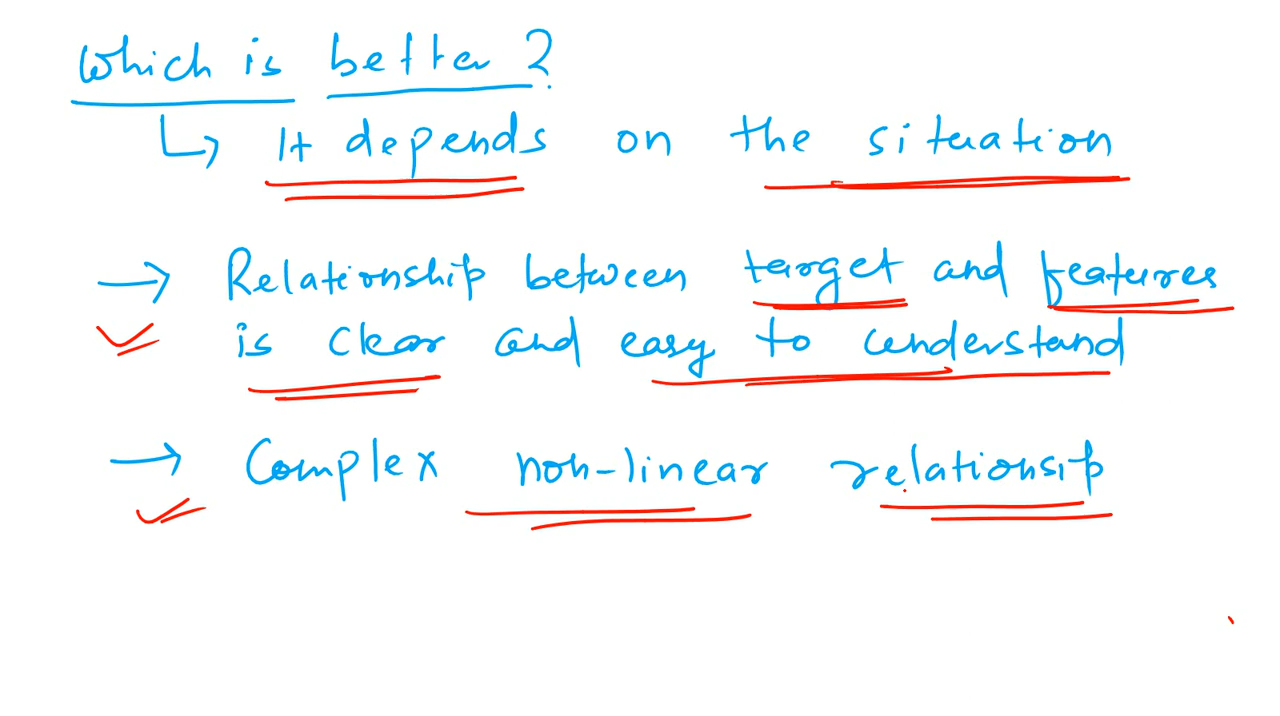 Which is better?
↳ It depends on the situation
→ Relationship between target and features
is clear and easy to understand
→ Complex non-linear relationsip